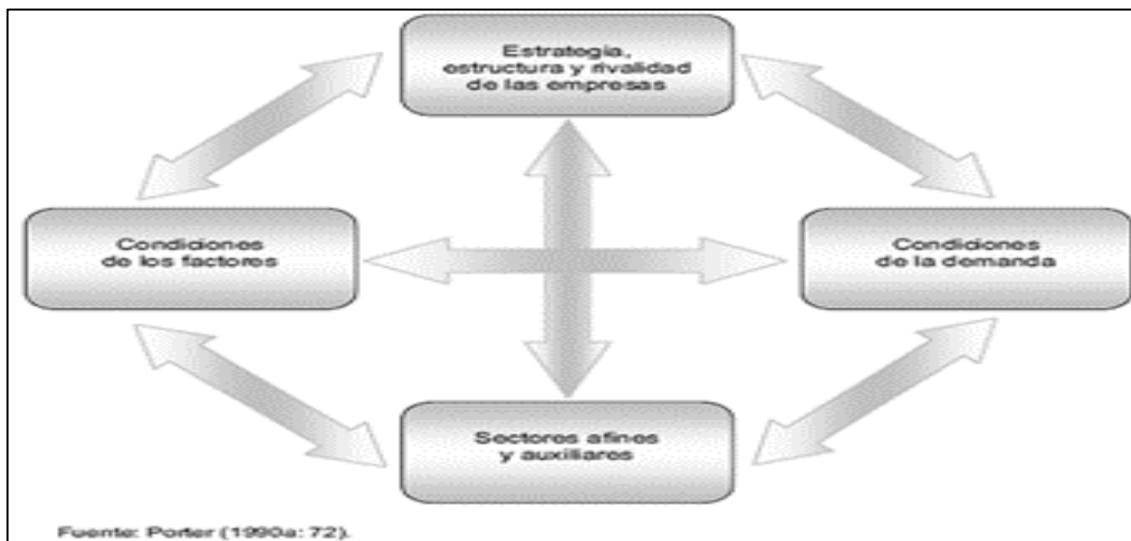 Estrategia,
estructura y rivalidad
de las empresas
Condiciones
de los factores
Condiciones
de la demanda
Sectores afines
y auxiliares
Fuente: Porter (1990a: 72).